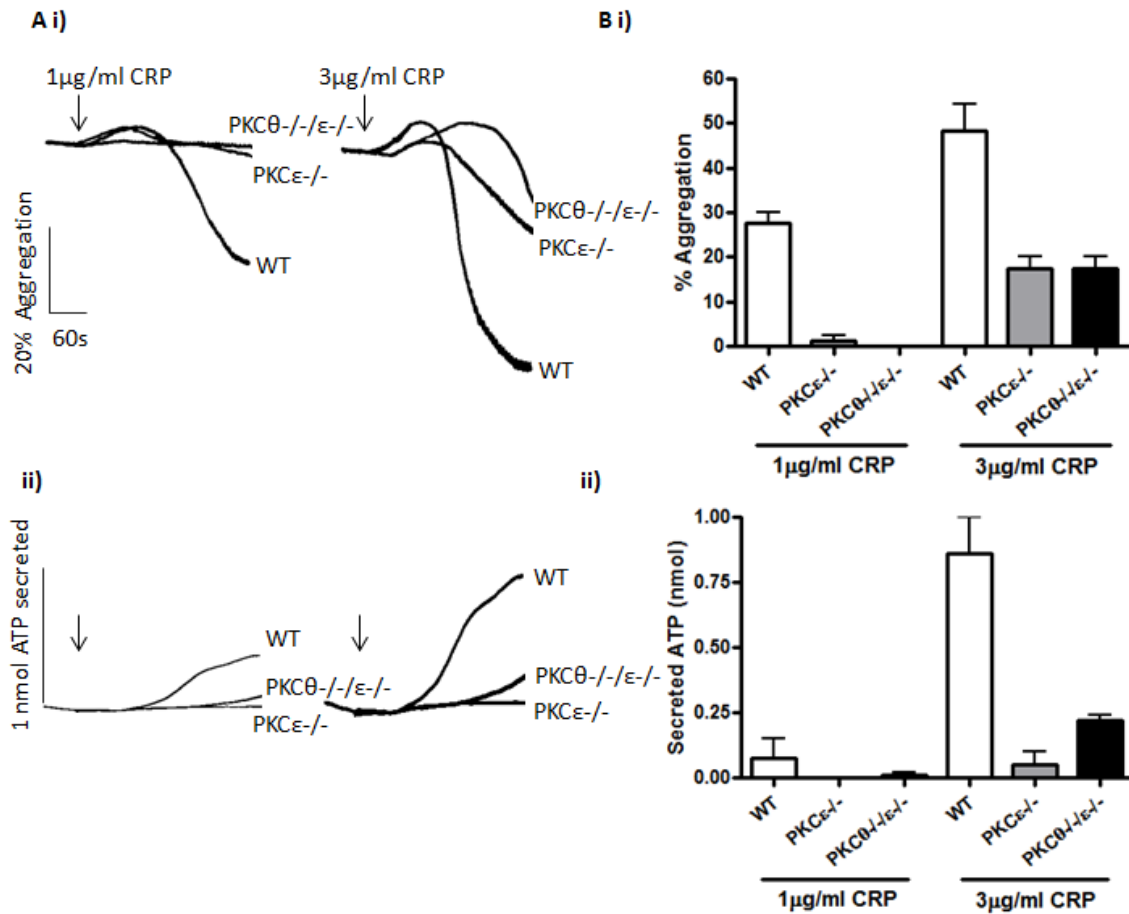 A i)
1µg/ml CRP
3µg/ml CRP
PKCθ-/-/ε-/-
PKCε-/-
WT
PKCθ-/-/ε-/-
PKCε-/-
WT
20% Aggregation
60s
B i)
% Aggregation
60
50
40
30
20
10
0
WT
PKCε-/-
PKCθ-/-/ε-/-
WT
PKCε-/-
PKCθ-/-/ε-/-
1µg/ml CRP
3µg/ml CRP
ii)
1 nmol ATP secreted
WT
PKCθ-/-/ε-/-
PKCε-/-
WT
PKCθ-/-/ε-/-
PKCε-/-
ii)
Secreted ATP (nmol)
1.00
0.75
0.50
0.25
0.00
WT
PKCε-/-
PKCθ-/-/ε-/-
WT
PKCε-/-
PKCθ-/-/ε-/-
1µg/ml CRP
3µg/ml CRP